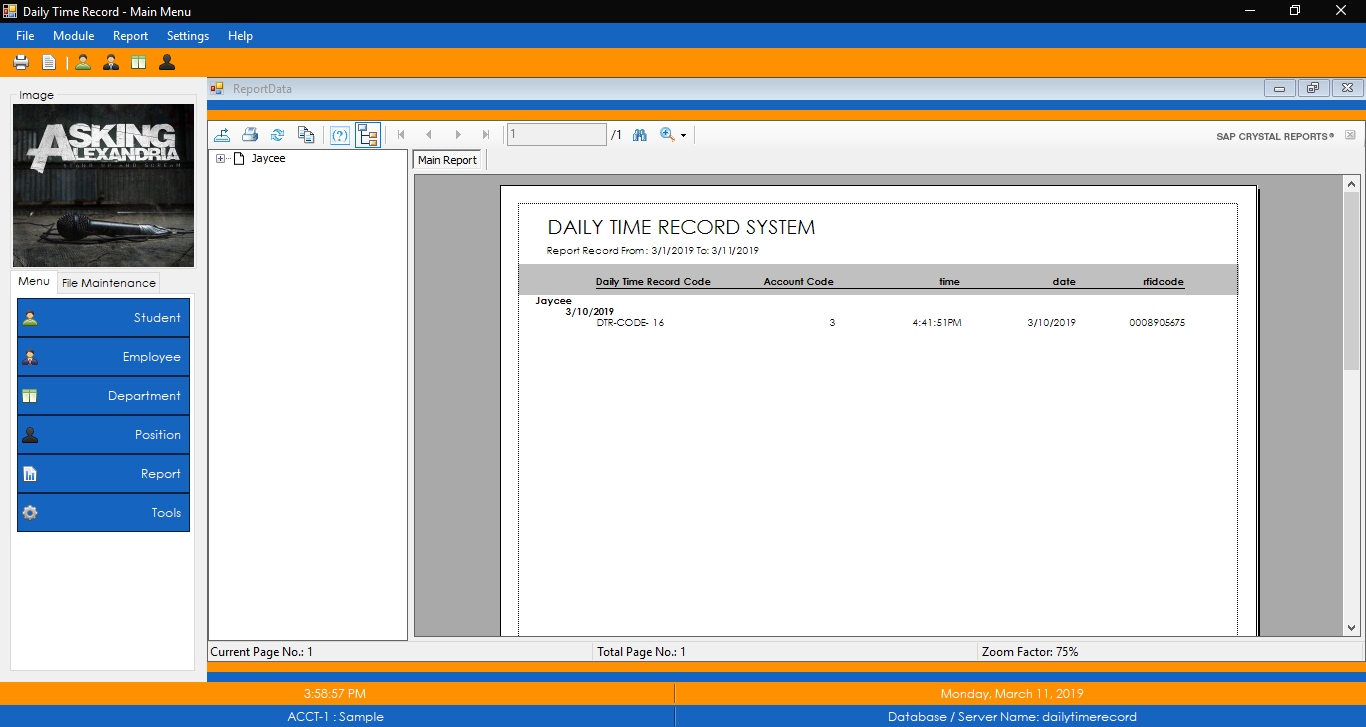 Daily Time Record - Main Menu
File Module Report Settings Help
Image
ASKING
ALEXANDRIA
STAND UP AND SCREAM
Menu File Maintenance
Student
Employee
Department
Position
Report
Tools
ReportData
1 /1 SAP CRYSTAL REPORTS®
Jaycee
Main Report
DAILY TIME RECORD SYSTEM
Report Record From : 3/1/2019 To: 3/11/2019
Daily Time Record Code Account Code time date rfidcode
Jaycee
3/10/2019
DTR-CODE- 16 3 4:41:51PM 3/10/2019 0008905675
Current Page No.: 1 Total Page No.: 1 Zoom Factor: 75%
3:58:57 PM Monday, March 11, 2019
ACCT-1 : Sample Database / Server Name: dailytimerecord